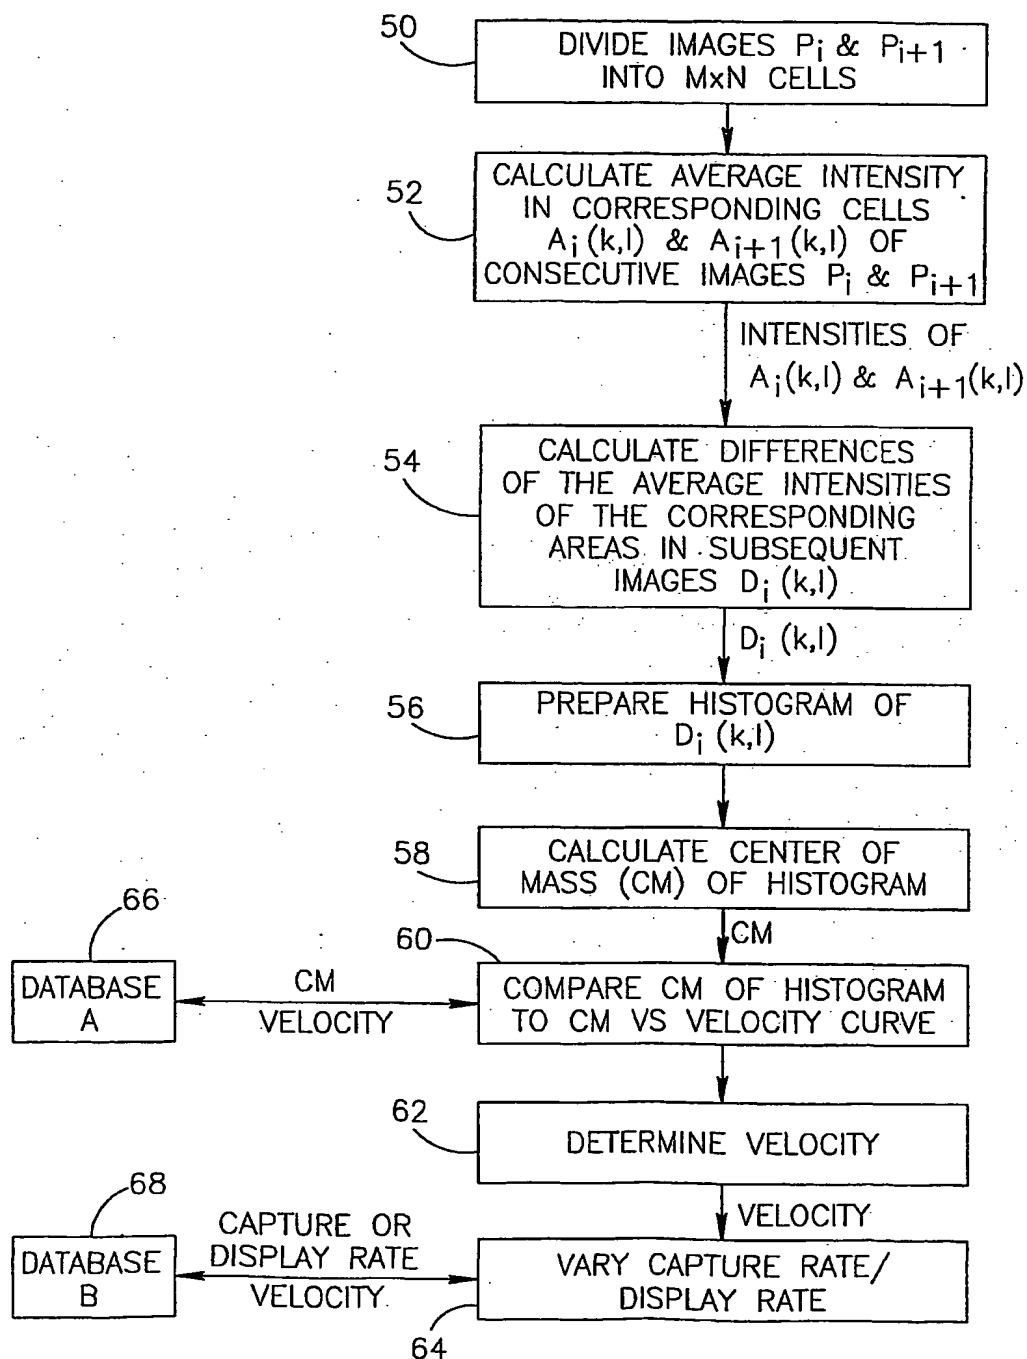 50
DIVIDE IMAGES Pi & Pi+1
INTO MxN CELLS
52
CALCULATE AVERAGE INTENSITY
IN CORRESPONDING CELLS
Ai(k,l) & Ai+1(k,l) OF
CONSECUTIVE IMAGES Pi & Pi+1
INTENSITIES OF
Ai(k,l) & Ai+1(k,l)
54
CALCULATE DIFFERENCES
OF THE AVERAGE INTENSITIES
OF THE CORRESPONDING
AREAS IN SUBSEQUENT
IMAGES Di (k,l)
Di (k,l)
56
PREPARE HISTOGRAM OF
Di (k,l)
58
CALCULATE CENTER OF
MASS (CM) OF HISTOGRAM
CM
66
DATABASE
A
CM
VELOCITY
60
COMPARE CM OF HISTOGRAM
TO CM VS VELOCITY CURVE
62
DETERMINE VELOCITY
VELOCITY
68
DATABASE
B
CAPTURE OR
DISPLAY RATE
VELOCITY
VARY CAPTURE RATE/
DISPLAY RATE
64